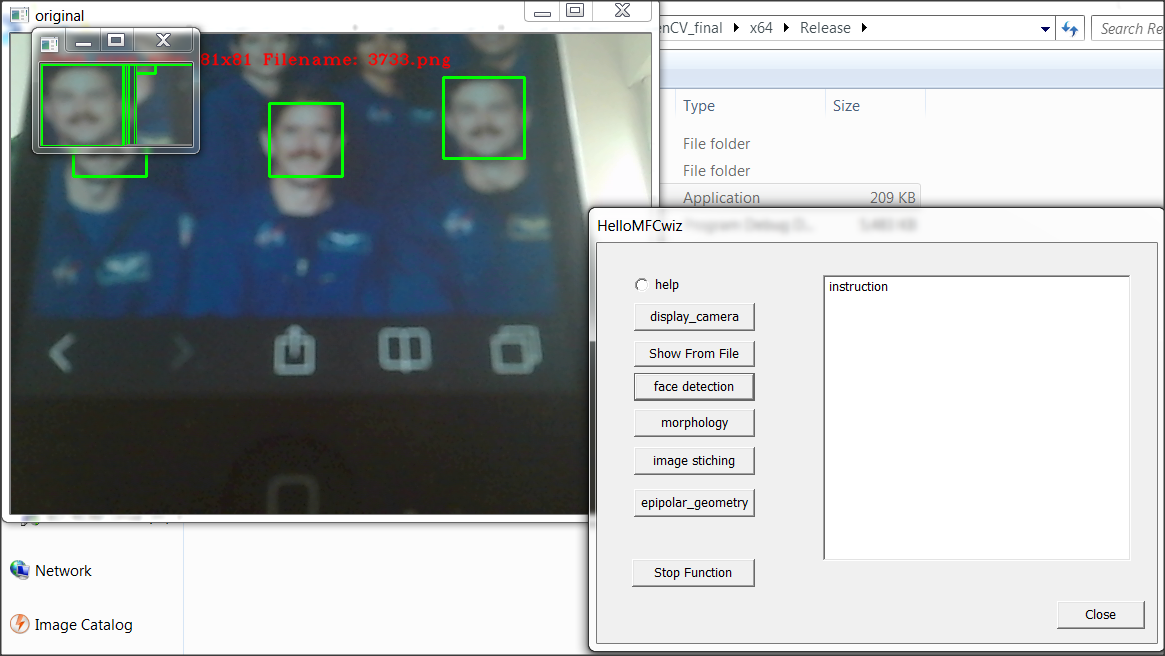 original
81x81 Filename: 3733.png
enCV_final
x64
Release
Search Re
Type
Size
File folder
File folder
Application
209 KB
HelloMFCwiz
Program Debug D...
3,483 KB
help
instruction
display_camera
Show From File
face detection
morphology
image stiching
epipolar_geometry
Stop Function
Close
Network
Image Catalog